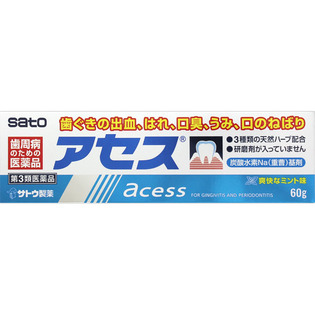 sato
歯ぐきの出血、はれ、口臭、うみ、口のねばり
歯周病
のための
医薬品
アセス®
●3種類の天然ハーブ配合
●研磨剤が入っていません
炭酸水素Na(重曹)基剤
第3類医薬品
サトウ製薬
acess
FOR GINGIVITIS AND PERIODONTITIS
爽快なミント味
60g